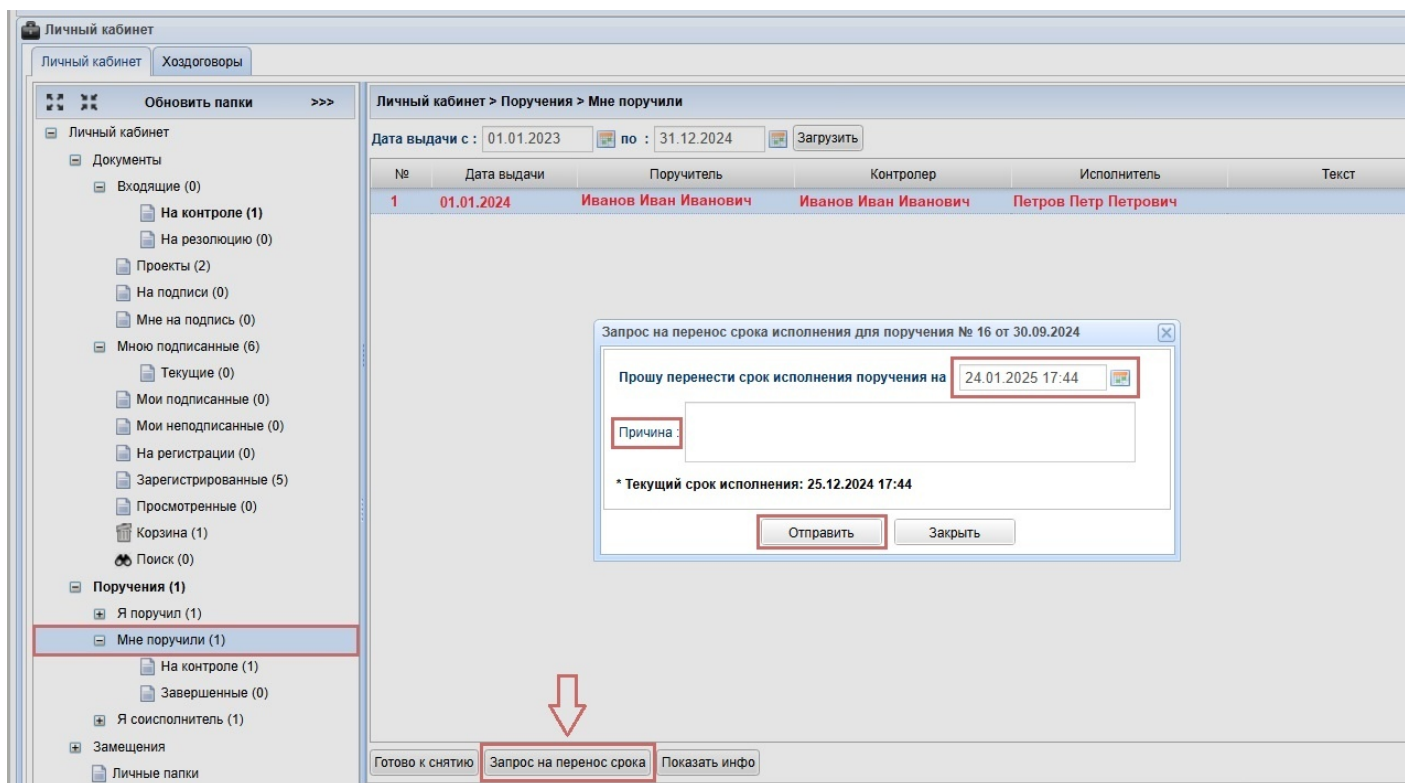 Личный кабинет
Личный кабинет Хоздоговоры
Обновить папки >>>
Личный кабинет
Документы
Входящие (0)
На контроле (1)
На резолюцию (0)
Проекты (2)
На подписи (0)
Мне на подпись (0)
Мною подписанные (6)
Текущие (0)
Мои подписанные (0)
Мои неподписанные (0)
На регистрации (0)
Зарегистрированные (5)
Просмотренные (0)
Корзина (1)
Поиск (0)
Поручения (1)
Я поручил (1)
Мне поручили (1)
На контроле (1)
Завершенные (0)
Я соисполнитель (1)
Замещения
Личные папки
Личный кабинет > Поручения > Мне поручили
Дата выдачи с : 01.01.2023 по : 31.12.2024 Загрузить
№ Дата выдачи Поручитель Контролер Исполнитель Текст
1 01.01.2024 Иванов Иван Иванович Иванов Иван Иванович Петров Петр Петрович
Запрос на перенос срока исполнения для поручения № 16 от 30.09.2024
Прошу перенести срок исполнения поручения на 24.01.2025 17:44
Причина :
* Текущий срок исполнения: 25.12.2024 17:44
Отправить Закрыть
Готово к снятию Запрос на перенос срока Показать инфо